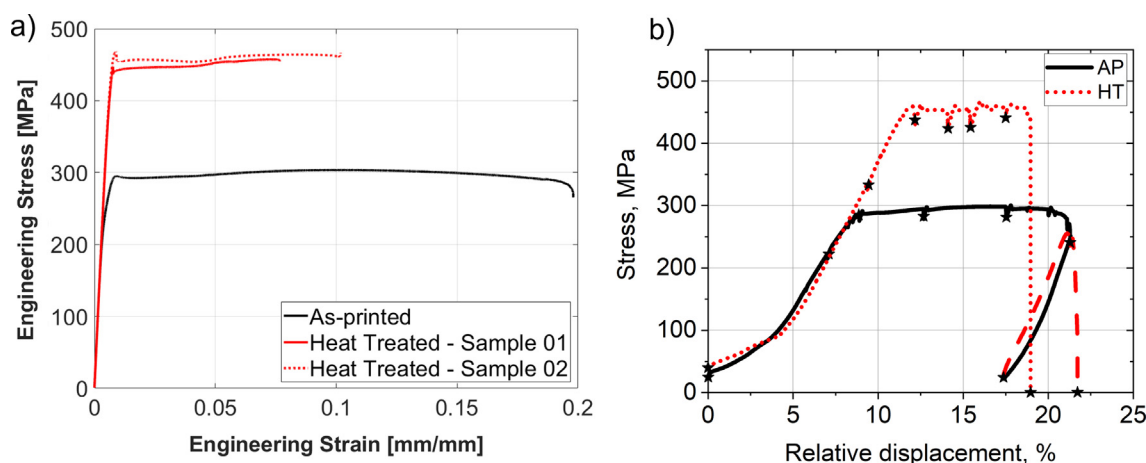 a)
Engineering Stress [MPa]
500
400
300
200
100
0
0
0.05
0.1
0.15
0.2
Engineering Strain [mm/mm]
As-printed
Heat Treated - Sample 01
Heat Treated - Sample 02
b)
Stress, MPa
500
400
300
200
100
0
0
5
10
15
20
25
Relative displacement, %
AP
HT